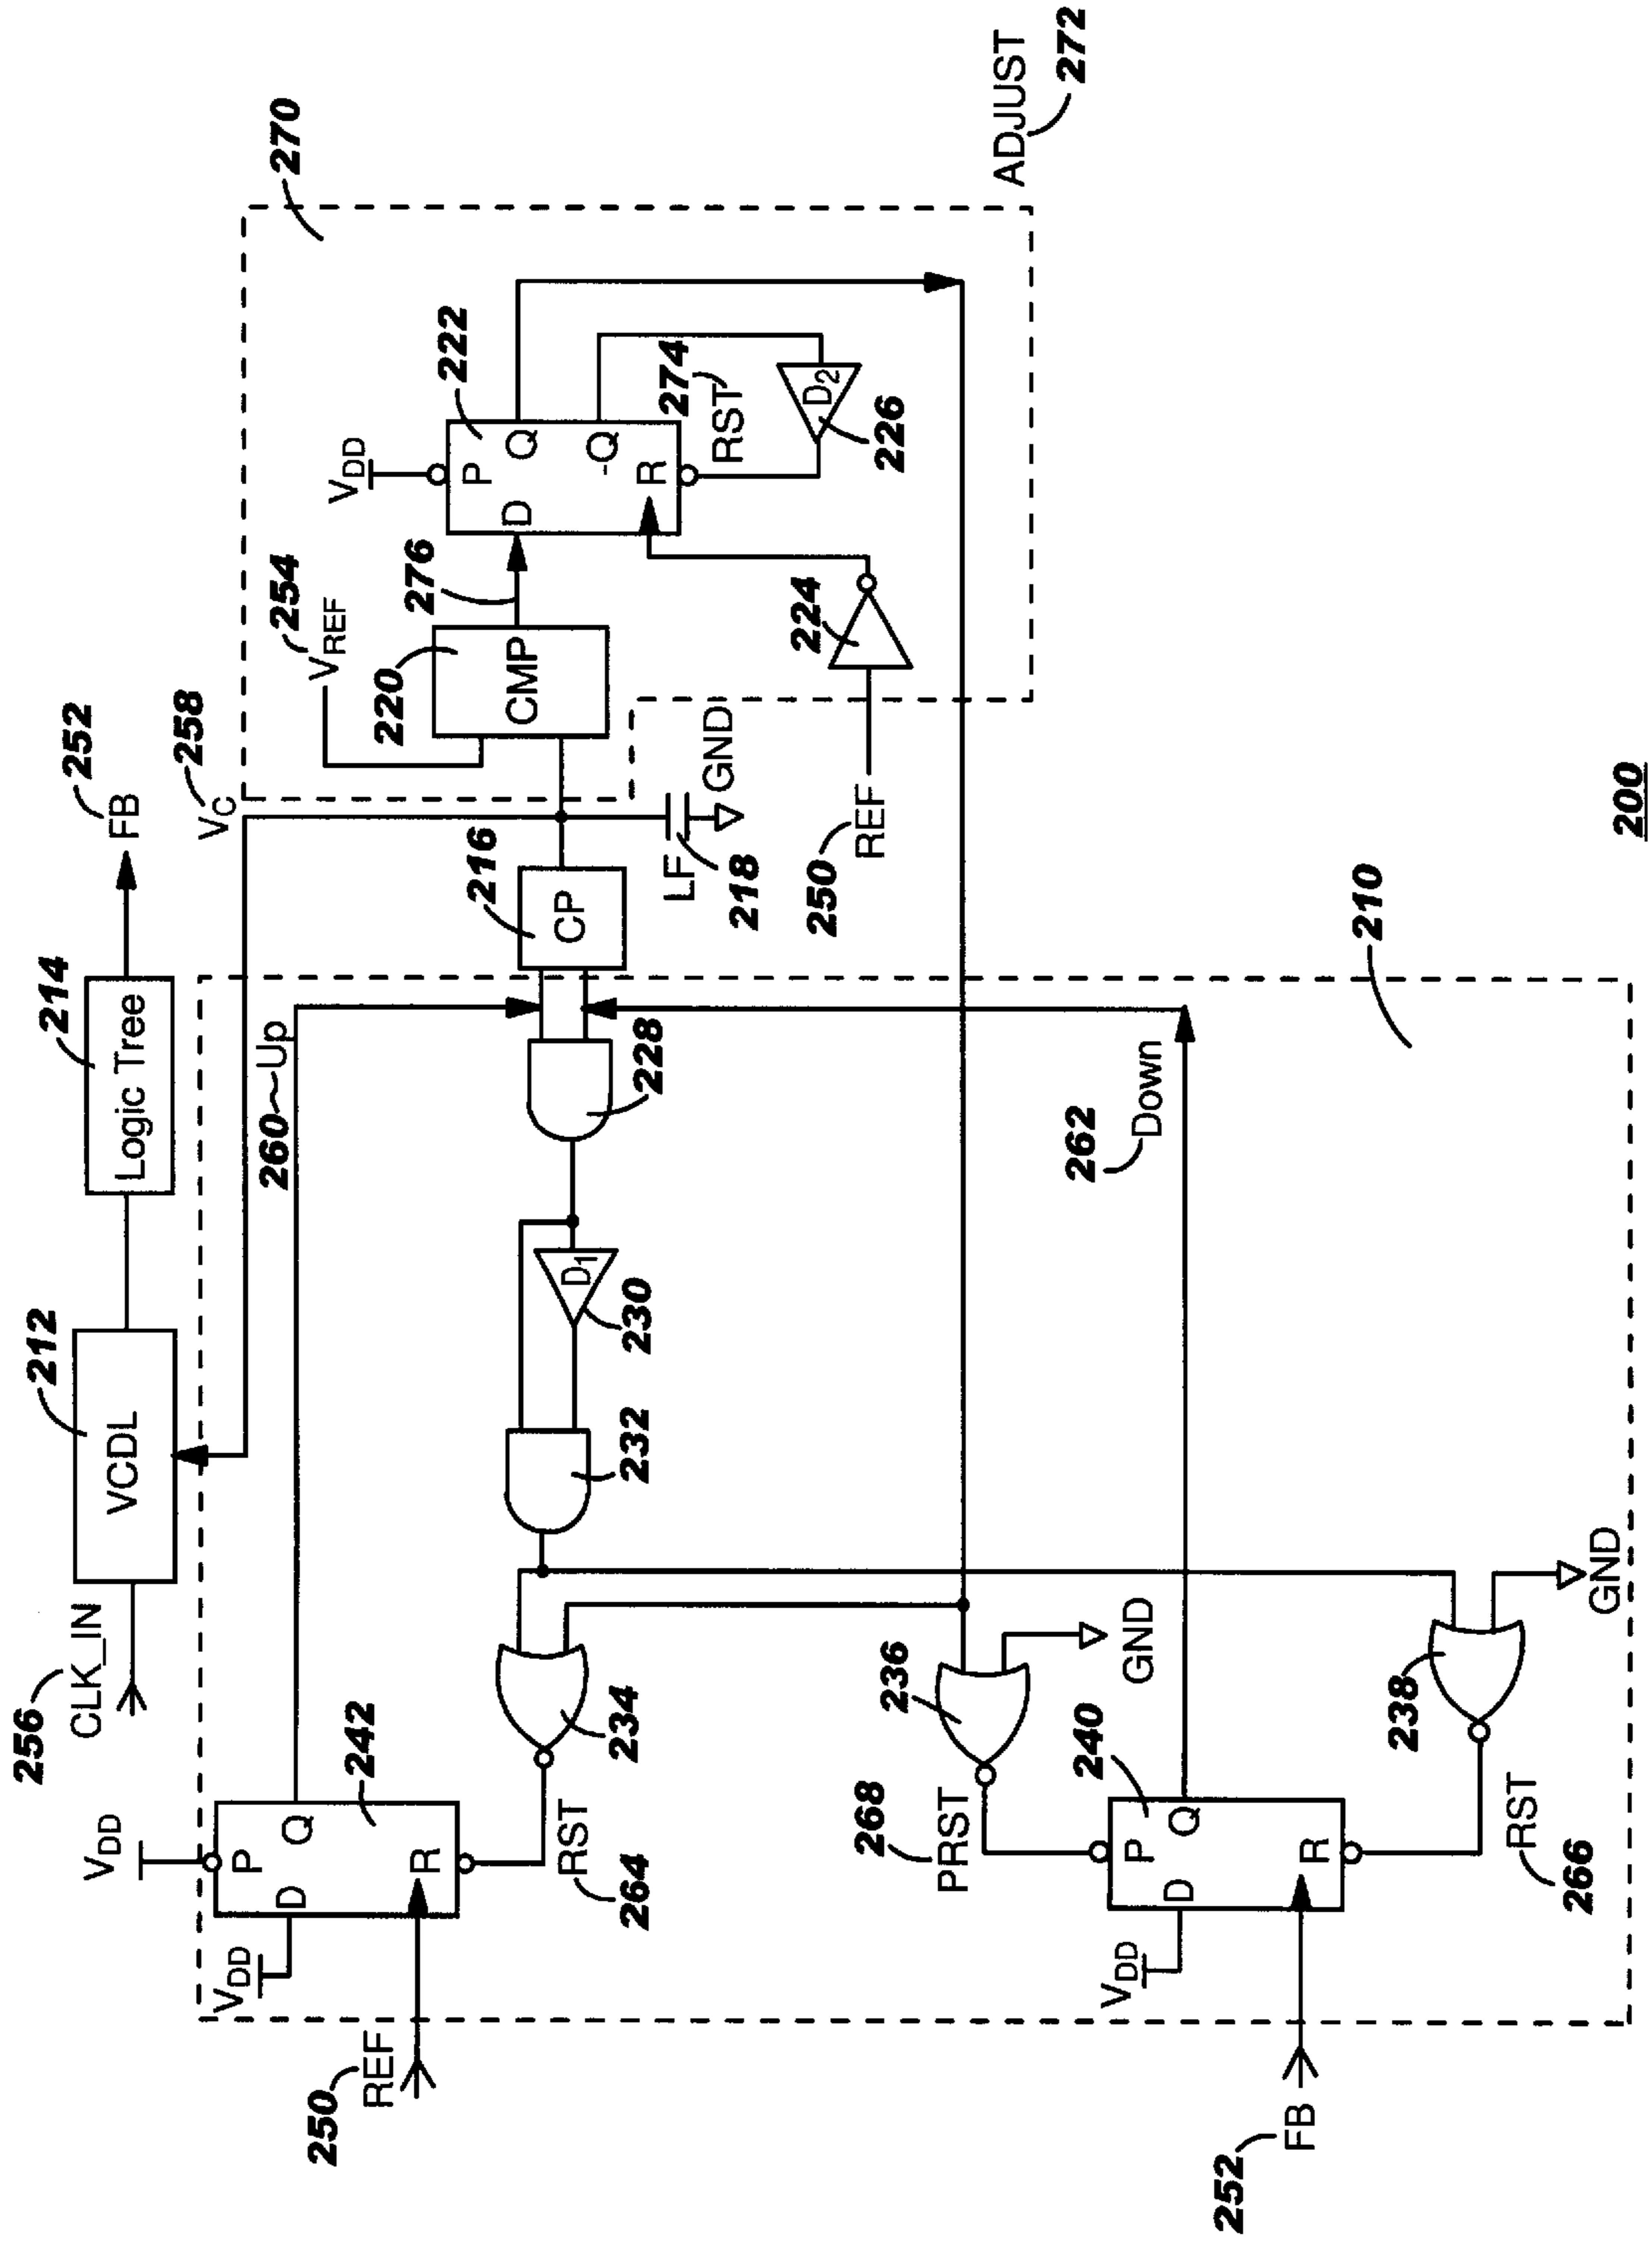 256
CLK_IN
VCDL
212
Logic Tree
214
FB
252
VC
258
VDD
VDD
P
D
Q
R
242
REF
250
RST
264
260
Up
234
232
D1
230
228
CP
216
LF
218
GND
VREF
254
CMP
220
276
VDD
P
D
Q
-Q
R
222
RST
274
D2
226
224
REF
250
270
ADJUST
272
PRST
268
236
GND
VDD
P
D
Q
R
240
FB
252
RST
266
238
GND
262
Down
210
200